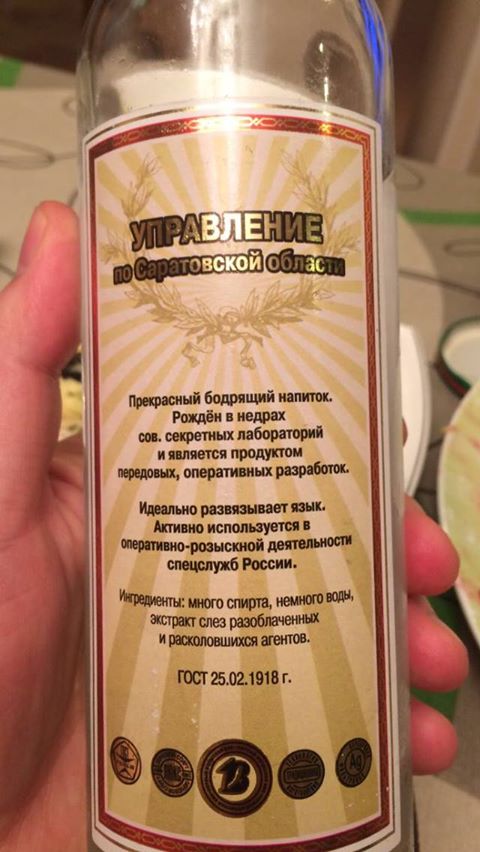 УПРАВЛЕНИЕ
по Саратовской области
Прекрасный бодрящий напиток.
Рождён в недрах
сов. секретных лабораторий
и является продуктом
передовых, оперативных разработок.
Идеально развязывает язык.
Активно используется в
оперативно-розыскной деятельности
спецслужб России.
Ингредиенты: много спирта, немного воды,
экстракт слез разоблаченных
и расколовшихся агентов.
ГОСТ 25.02.1918 г.
Ag